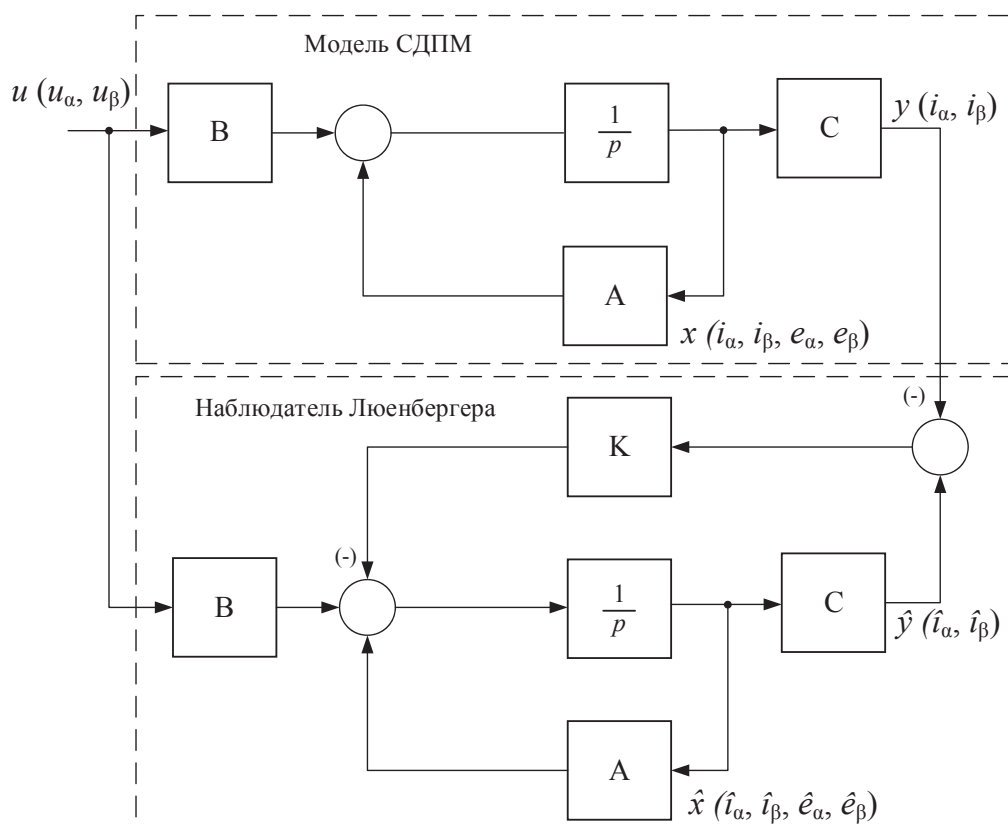 Модель СДПМ
u (uα, uβ)
B
1/p
C
y (iα, iβ)
A
x (iα, iβ, eα, eβ)
Наблюдатель Люенбергера
(-)
K
(-)
B
1/p
C
ŷ (îα, îβ)
A
x̂ (îα, îβ, êα, êβ)